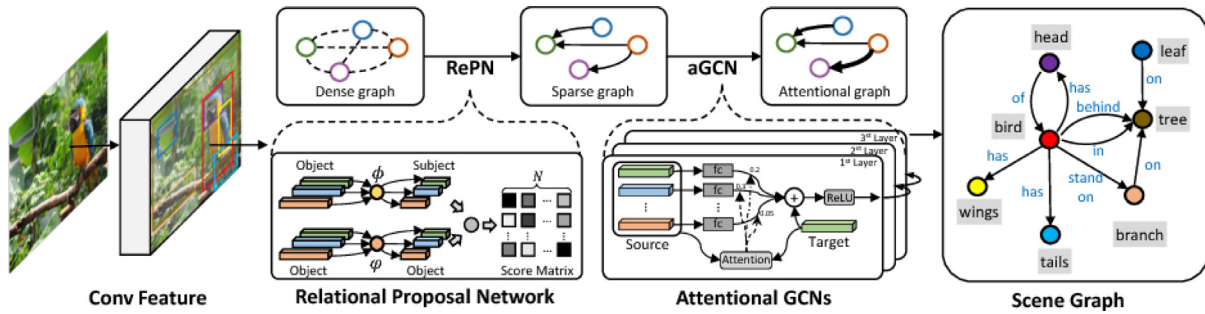 Dense graph
RePN
Sparse graph
aGCN
Attentional graph
Object
ϕ
Subject
Object
φ
Object
N
Score Matrix
3st Layer
2st Layer
1st Layer
fc
fc
fc
0.2
0.3
0.05
+
ReLU
Source
Attention
Target
head
leaf
of
has
behind
on
bird
tree
in
has
has
stand
on
on
wings
tails
branch
Conv Feature
Relational Proposal Network
Attentional GCNs
Scene Graph